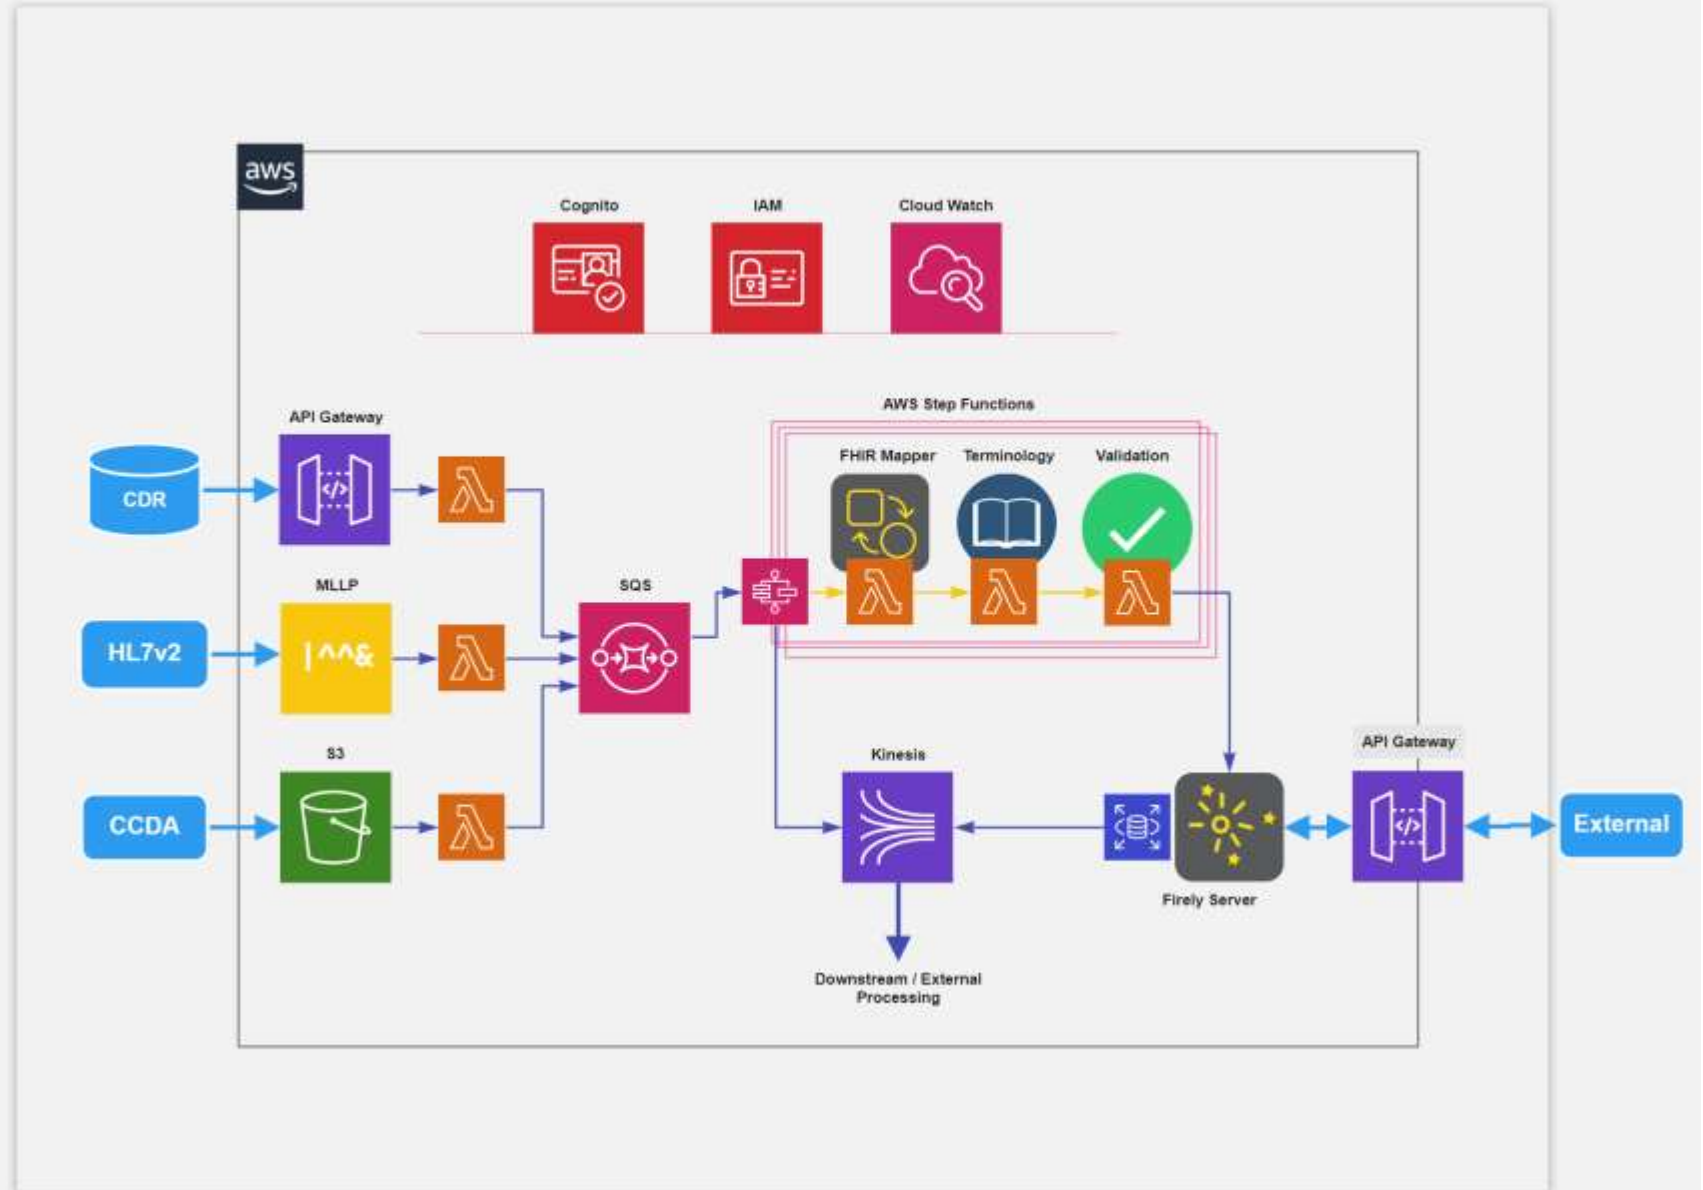 aws
Cognito
IAM
Cloud Watch
API Gateway
AWS Step Functions
FHIR Mapper
Terminology
Validation
CDR
</>
MLLP
SQS
HL7v2
|^^&
S3
Kinesis
API Gateway
CCDA
</>
External
Firely Server
Downstream / External
Processing